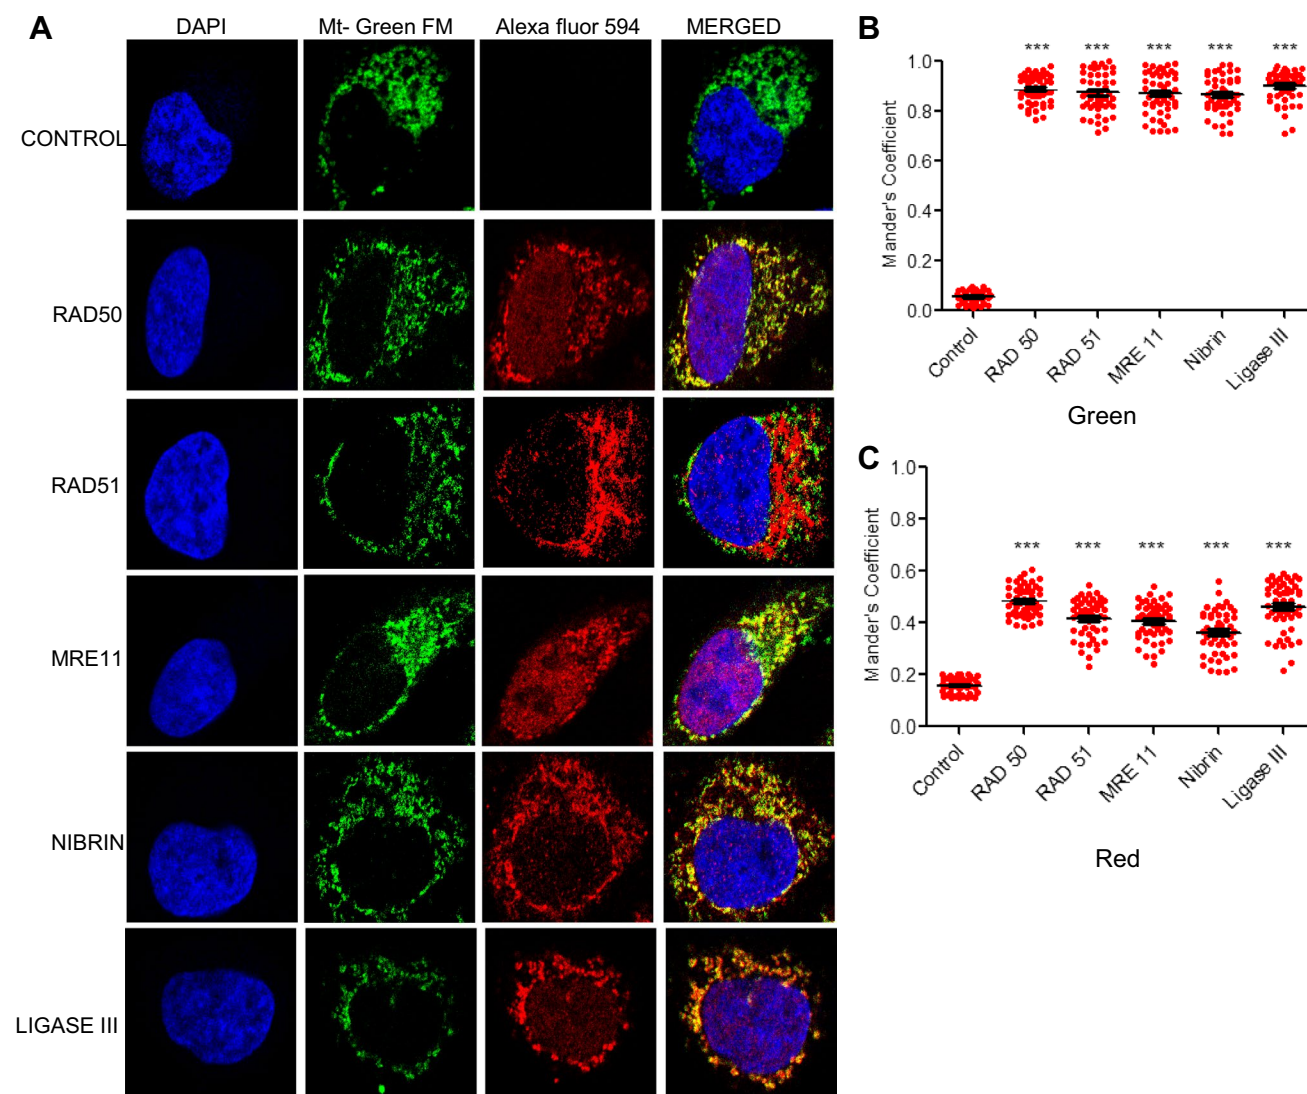 A
DAPI
Mt- Green FM
Alexa fluor 594
MERGED
CONTROL
RAD50
RAD51
MRE11
NIBRIN
LIGASE III
B
*** *** *** *** ***
Mander's Coefficient
1.0
0.8
0.6
0.4
0.2
0.0
Control
RAD 50
RAD 51
MRE 11
Nibrin
Ligase III
Green
C
*** *** *** *** ***
Mander's Coefficient
1.0
0.8
0.6
0.4
0.2
0.0
Control
RAD 50
RAD 51
MRE 11
Nibrin
Ligase III
Red